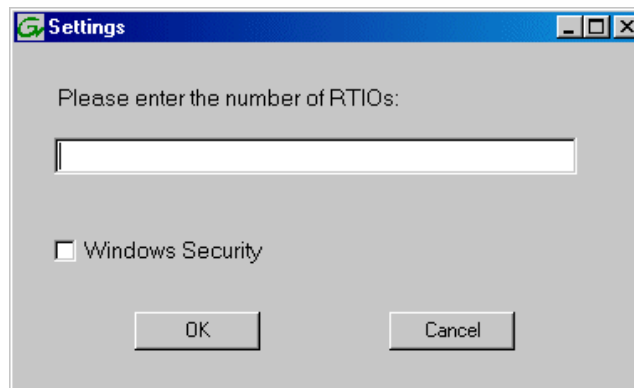 Settings
Please enter the number of RTIOs:
Windows Security
OK
Cancel